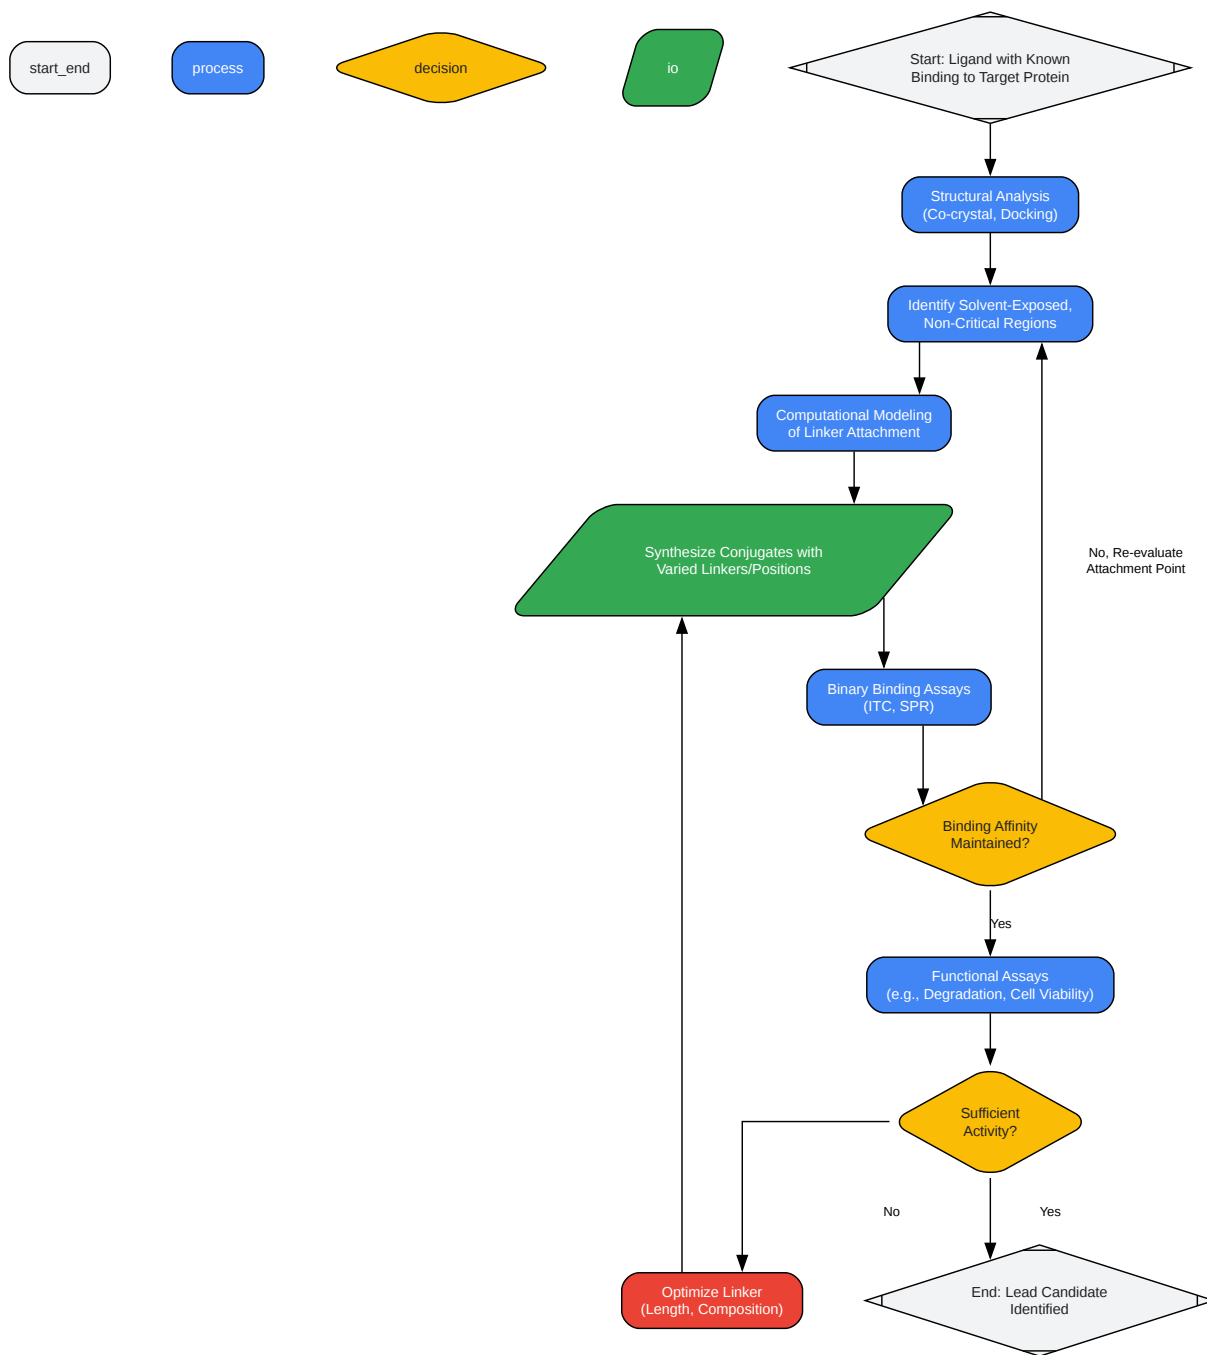 start_end
process
decision
io
Start: Ligand with Known
Binding to Target Protein
Structural Analysis
(Co-crystal, Docking)
Identify Solvent-Exposed,
Non-Critical Regions
Computational Modeling
of Linker Attachment
Synthesize Conjugates with
Varied Linkers/Positions
No, Re-evaluate
Attachment Point
Binary Binding Assays
(ITC, SPR)
Binding Affinity
Maintained?
Yes
Functional Assays
(e.g., Degradation, Cell Viability)
Sufficient
Activity?
No
Yes
Optimize Linker
(Length, Composition)
End: Lead Candidate
Identified